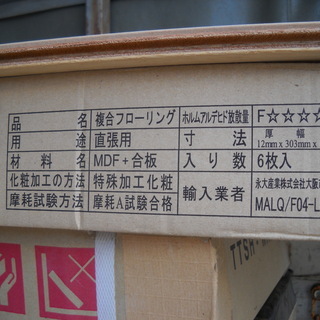 品名 複合フローリング ホルムアルデヒド放散量 F☆☆☆☆
用途 直張用 寸法 厚 幅 12mm×303mm×
材料名 MDF+合板 入り数 6枚入
化粧加工の方法 特殊加工化粧 輸入業者 永大産業株式会社大阪
摩耗試験方法 摩耗A試験合格 MALQ/F04-L